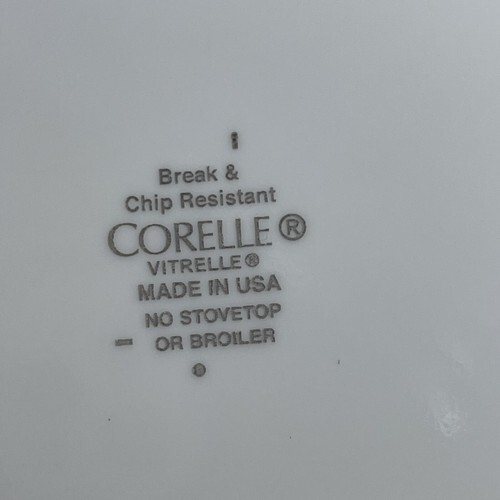 Break &
Chip Resistant
CORELLE®
VITRELLE®
MADE IN USA
NO STOVETOP
OR BROILER